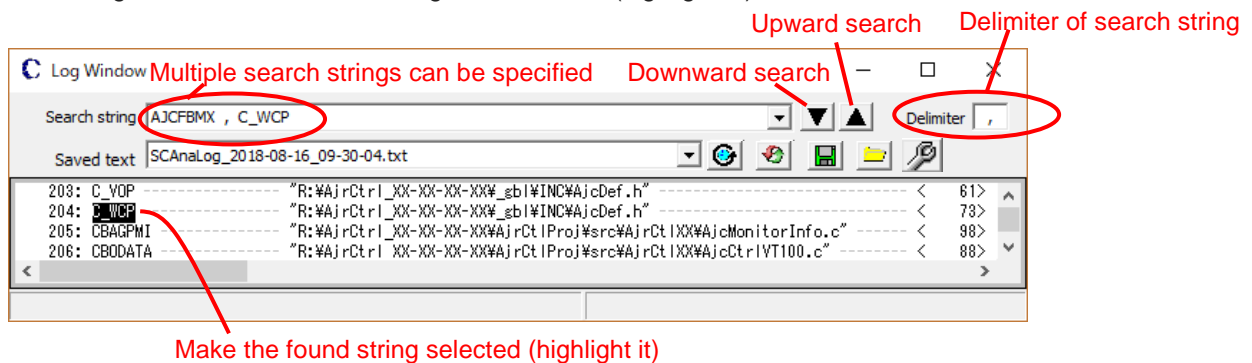 Upward search
Delimiter of search string
Log Window
Multiple search strings can be specified
Downward search
Search string AJCFBMX , C_WCP
Delimiter ,
Saved text SCAnaLog_2018-08-16_09-30-04.txt
203: C_VOP ---------------- "R:¥AjrCtrl_XX-XX-XX-XX¥_gbl¥INC¥AjcDef.h" ------------------------------ < 61>
204: C_WCP ---------------- "R:¥AjrCtrl_XX-XX-XX-XX¥_gbl¥INC¥AjcDef.h" ------------------------------ < 73>
205: CBAGPMI -------------- "R:¥AjrCtrl_XX-XX-XX-XX¥AjrCtlProj¥src¥AjrCtlXX¥AjcMonitorInfo.c" ------- < 98>
206: CBODATA -------------- "R:¥AjrCtrl_XX-XX-XX-XX¥AjrCtlProj¥src¥AjrCtlXX¥AjcCtrlVT100.c" --------- < 88>
Make the found string selected (highlight it)